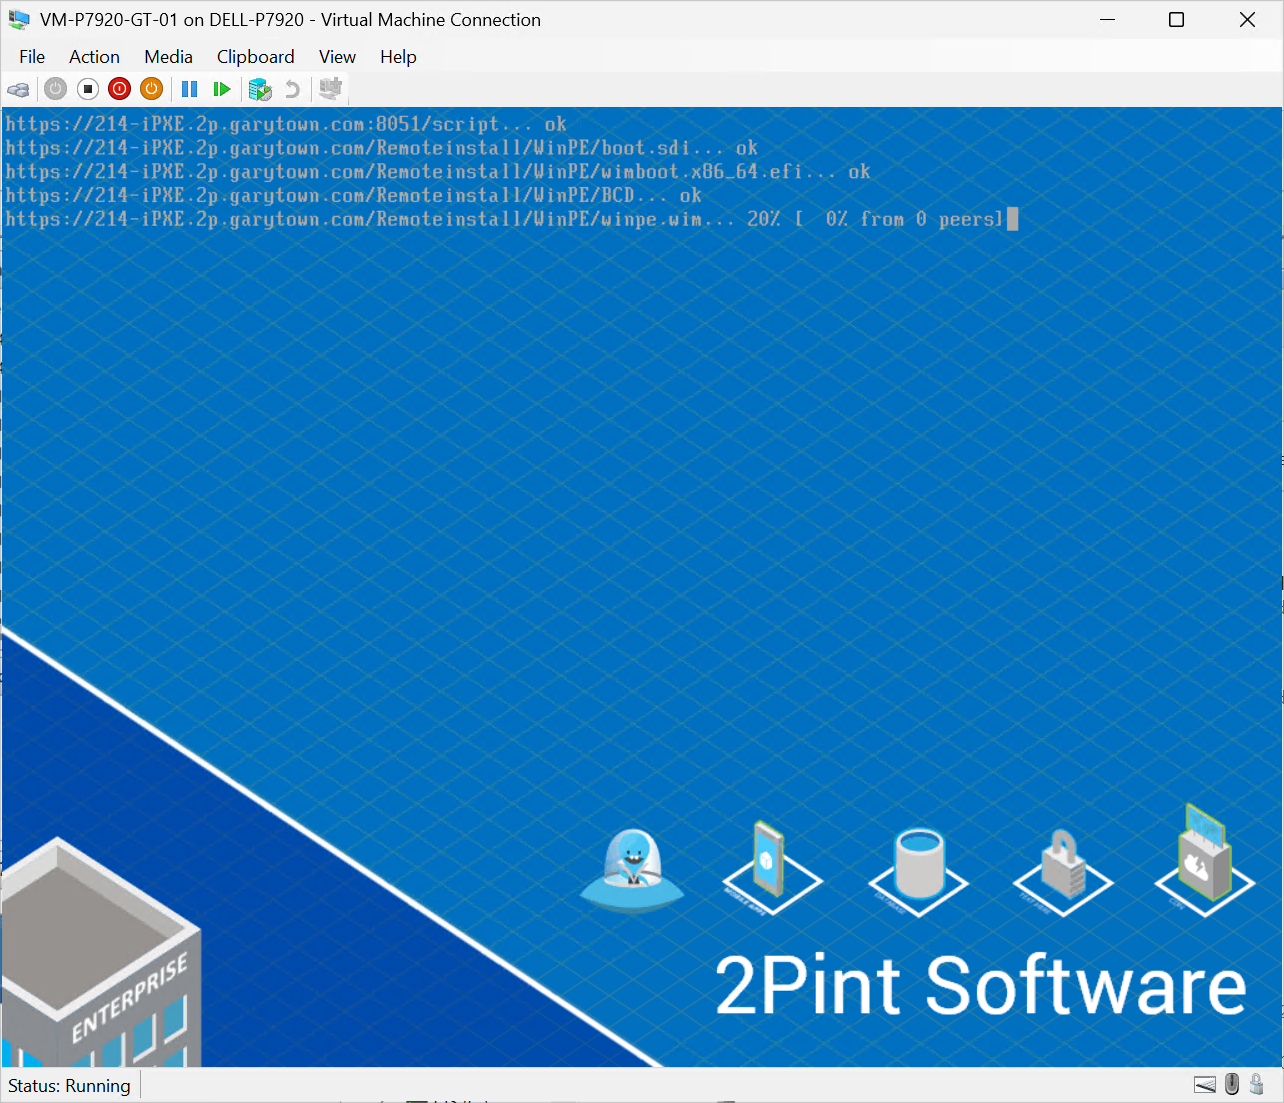 VM-P7920-GT-01 on DELL-P7920 - Virtual Machine Connection
File Action Media Clipboard View Help
https://214-iPXE.2p.garytown.com:8051/script... ok
https://214-iPXE.2p.garytown.com/Remoteinstall/WinPE/boot.sdi... ok
https://214-iPXE.2p.garytown.com/Remoteinstall/WinPE/wimboot.x86_64.efi... ok
https://214-iPXE.2p.garytown.com/Remoteinstall/WinPE/BCD... ok
https://214-iPXE.2p.garytown.com/Remoteinstall/WinPE/winpe.wim... 20% [  0% from 0 peers]
MOBILE APPS
DATABASE
CDN
2Pint Software
ENTERPRISE
Status: Running